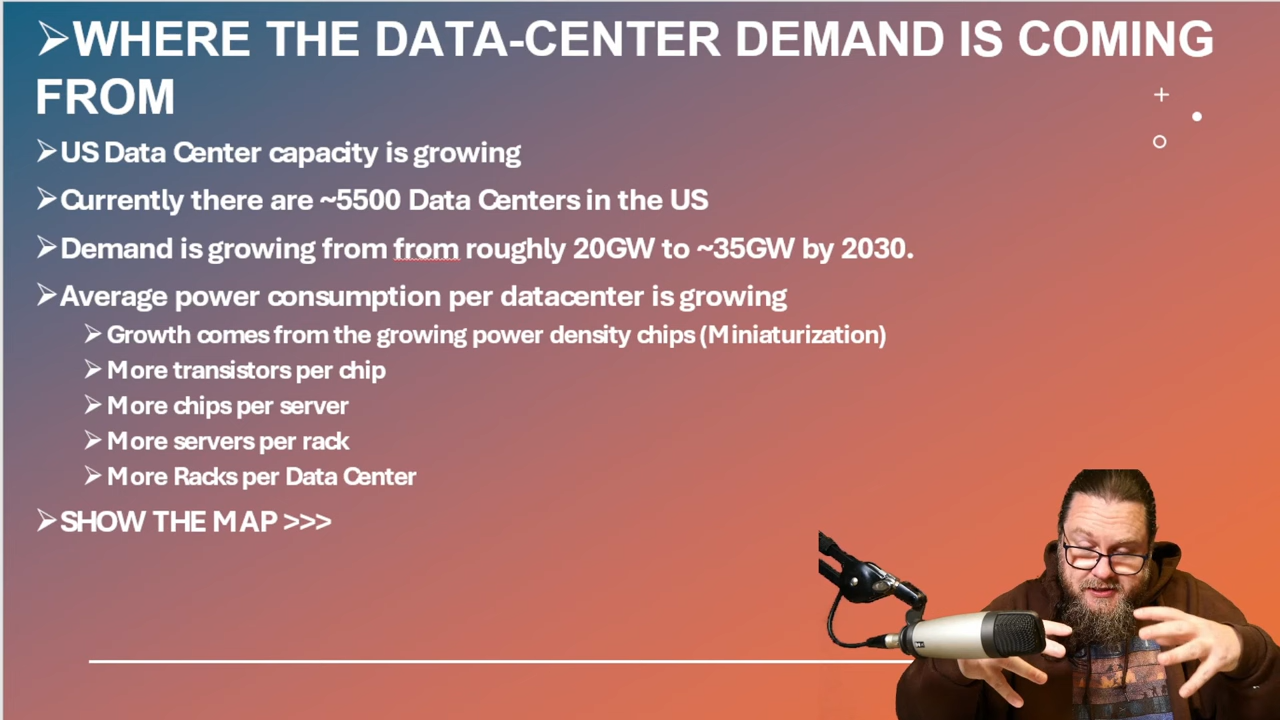 ➢WHERE THE DATA-CENTER DEMAND IS COMING
FROM
➢US Data Center capacity is growing
➢Currently there are ~5500 Data Centers in the US
➢Demand is growing from from roughly 20GW to ~35GW by 2030.
➢Average power consumption per datacenter is growing
➢Growth comes from the growing power density chips (Miniaturization)
➢More transistors per chip
➢More chips per server
➢More servers per rack
➢More Racks per Data Center
➢SHOW THE MAP >>>